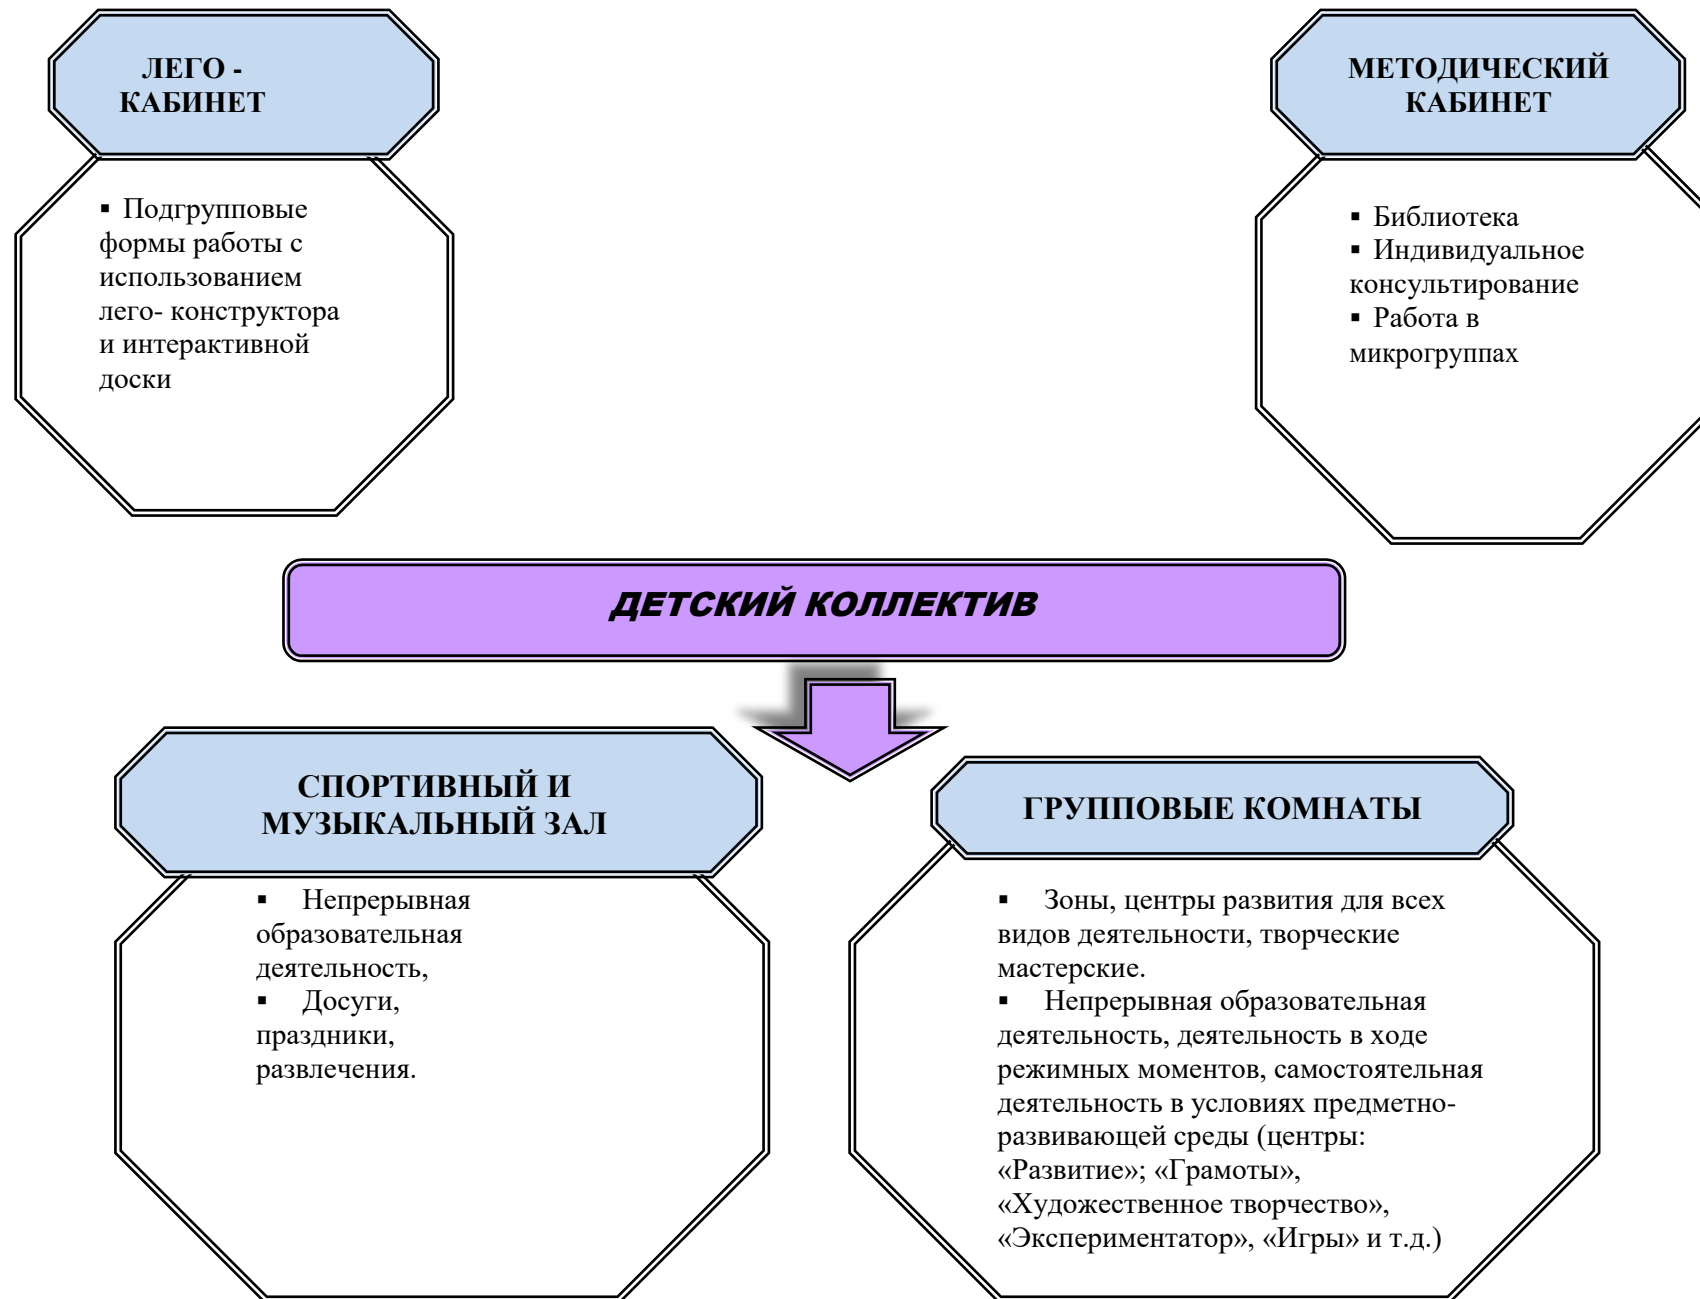 ЛЕГО -
КАБИНЕТ
▪ Подгрупповые
формы работы с
использованием
лего- конструктора
и интерактивной
доски
МЕТОДИЧЕСКИЙ
КАБИНЕТ
▪ Библиотека
▪ Индивидуальное
консультирование
▪ Работа в
микрогруппах
ДЕТСКИЙ КОЛЛЕКТИВ
СПОРТИВНЫЙ И
МУЗЫКАЛЬНЫЙ ЗАЛ
▪ Непрерывная
образовательная
деятельность,
▪ Досуги,
праздники,
развлечения.
ГРУППОВЫЕ КОМНАТЫ
▪ Зоны, центры развития для всех
видов деятельности, творческие
мастерские.
▪ Непрерывная образовательная
деятельность, деятельность в ходе
режимных моментов, самостоятельная
деятельность в условиях предметно-
развивающей среды (центры:
«Развитие»; «Грамоты»,
«Художественное творчество»,
«Экспериментатор», «Игры» и т.д.)